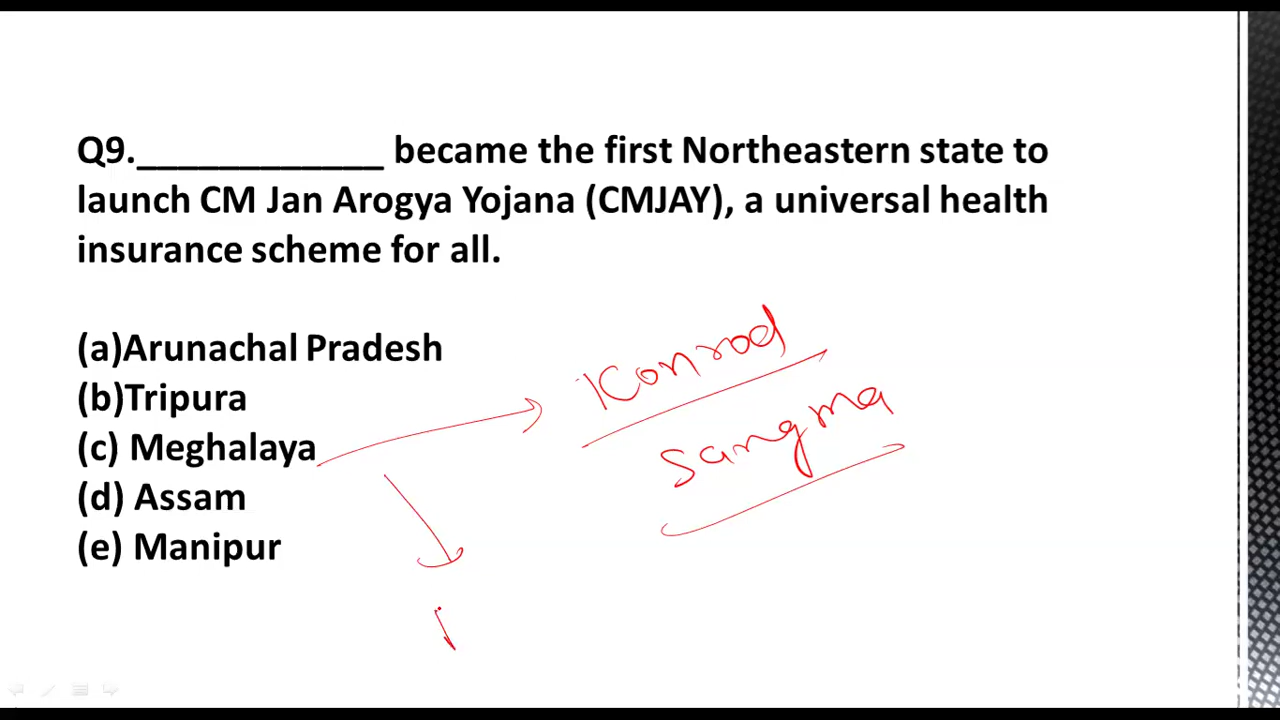 Q9.____________ became the first Northeastern state to
launch CM Jan Arogya Yojana (CMJAY), a universal health
insurance scheme for all.
(a)Arunachal Pradesh
(b)Tripura
(c) Meghalaya
(d) Assam
(e) Manipur
Konrod
Sangma